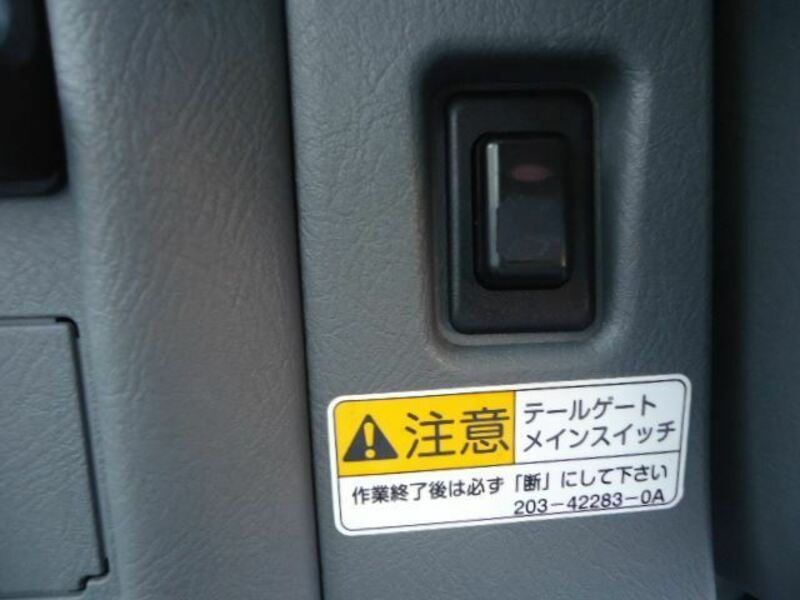 注意
テールゲート
メインスイッチ
作業終了後は必ず「断」にして下さい
203-42283-0A